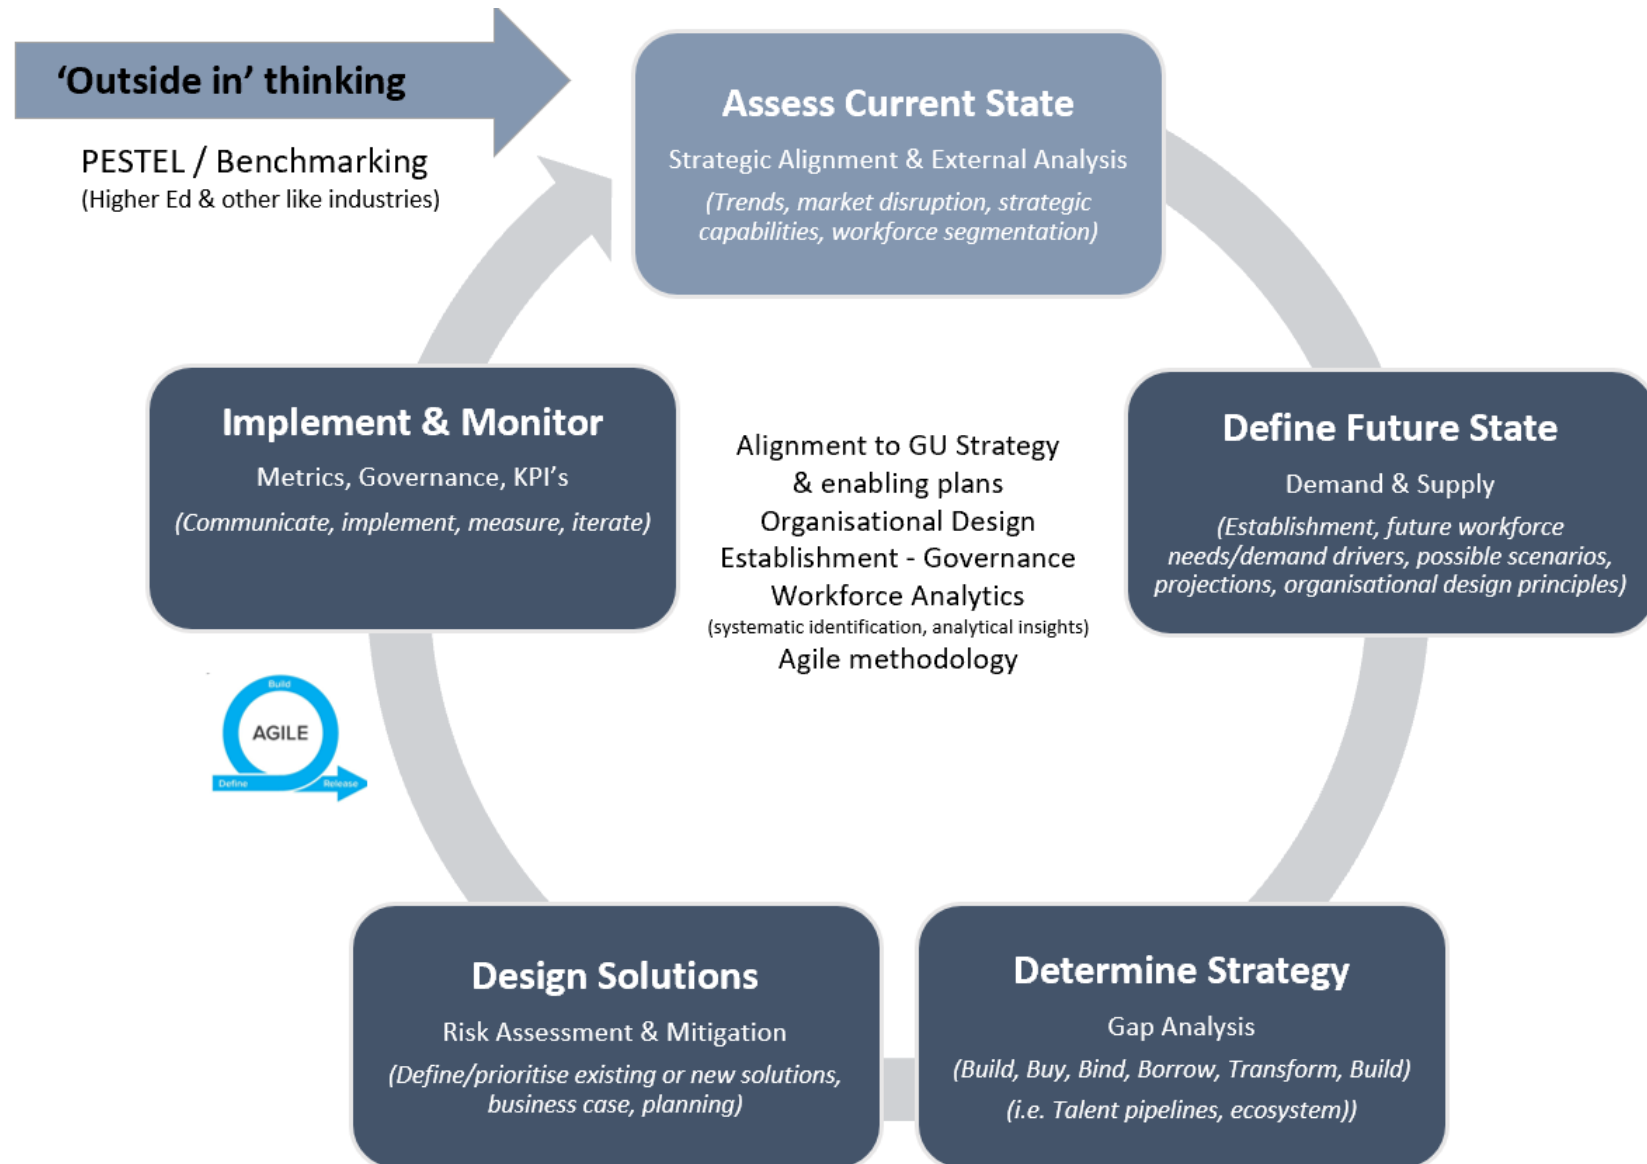 ‘Outside in’ thinking
PESTEL / Benchmarking
(Higher Ed & other like industries)
Assess Current State
Strategic Alignment & External Analysis
(Trends, market disruption, strategic
capabilities, workforce segmentation)
Define Future State
Demand & Supply
(Establishment, future workforce
needs/demand drivers, possible scenarios,
projections, organisational design principles)
Determine Strategy
Gap Analysis
(Build, Buy, Bind, Borrow, Transform, Build)
(i.e. Talent pipelines, ecosystem))
Design Solutions
Risk Assessment & Mitigation
(Define/prioritise existing or new solutions,
business case, planning)
Implement & Monitor
Metrics, Governance, KPI’s
(Communicate, implement, measure, iterate)
Alignment to GU Strategy
& enabling plans
Organisational Design
Establishment - Governance
Workforce Analytics
(systematic identification, analytical insights)
Agile methodology
Build
AGILE
Define
Release